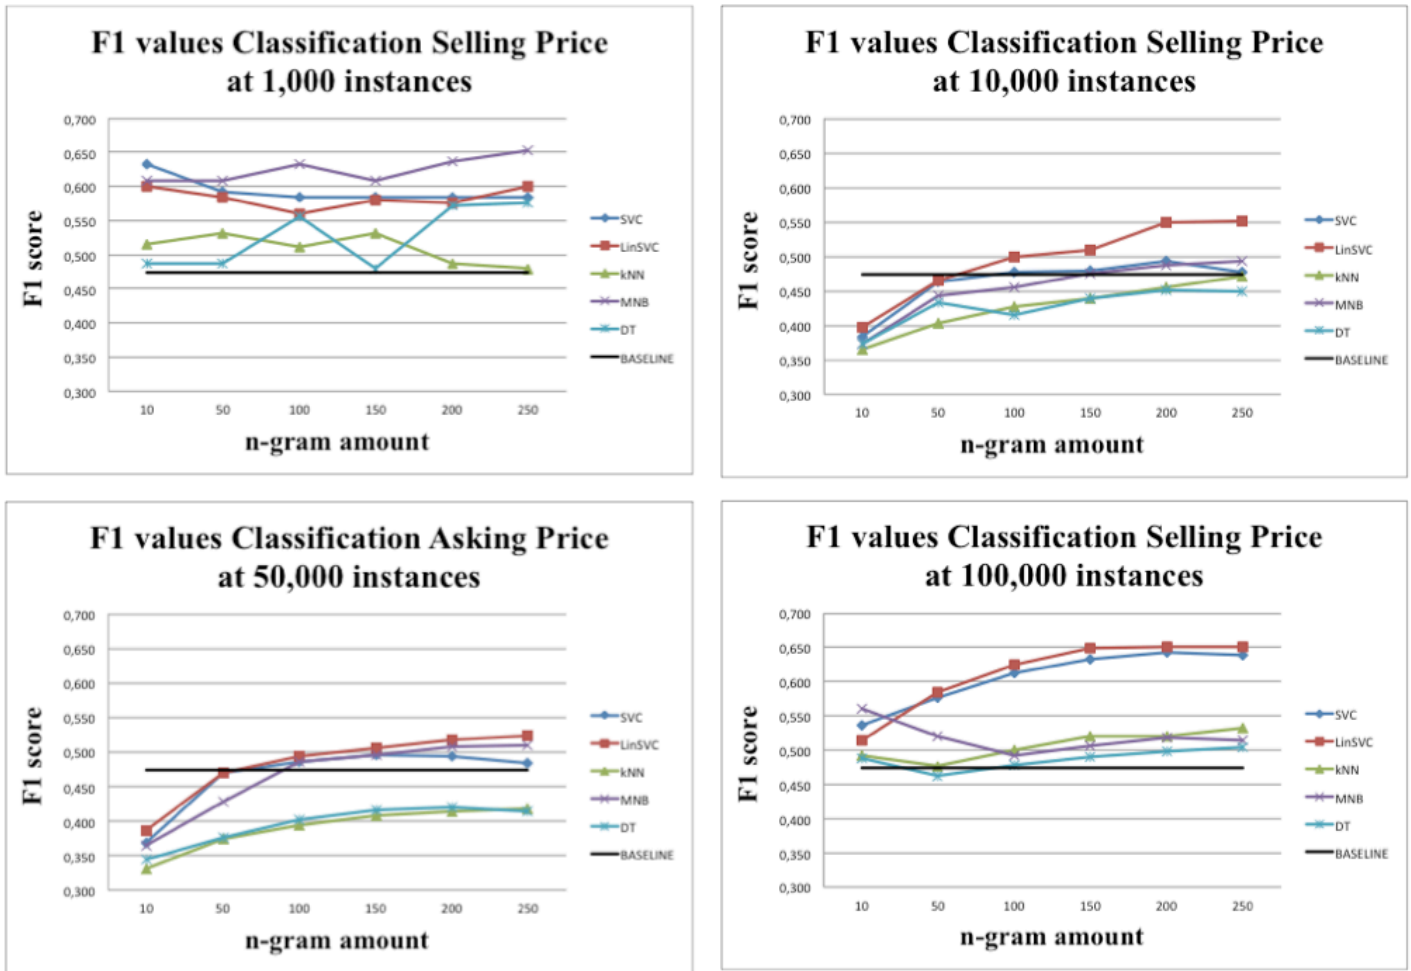 F1 values Classification Selling Price
at 1,000 instances
0,700
0,650
0,600
0,550
0,500
0,450
0,400
0,350
0,300
F1 score
10 50 100 150 200 250
n-gram amount
SVC
LinSVC
kNN
MNB
DT
BASELINE
F1 values Classification Selling Price
at 10,000 instances
0,700
0,650
0,600
0,550
0,500
0,450
0,400
0,350
0,300
F1 score
10 50 100 150 200 250
n-gram amount
SVC
LinSVC
kNN
MNB
DT
BASELINE
F1 values Classification Asking Price
at 50,000 instances
0,700
0,650
0,600
0,550
0,500
0,450
0,400
0,350
0,300
F1 score
10 50 100 150 200 250
n-gram amount
SVC
LinSVC
kNN
MNB
DT
BASELINE
F1 values Classification Selling Price
at 100,000 instances
0,700
0,650
0,600
0,550
0,500
0,450
0,400
0,350
0,300
F1 score
10 50 100 150 200 250
n-gram amount
SVC
LinSVC
kNN
MNB
DT
BASELINE